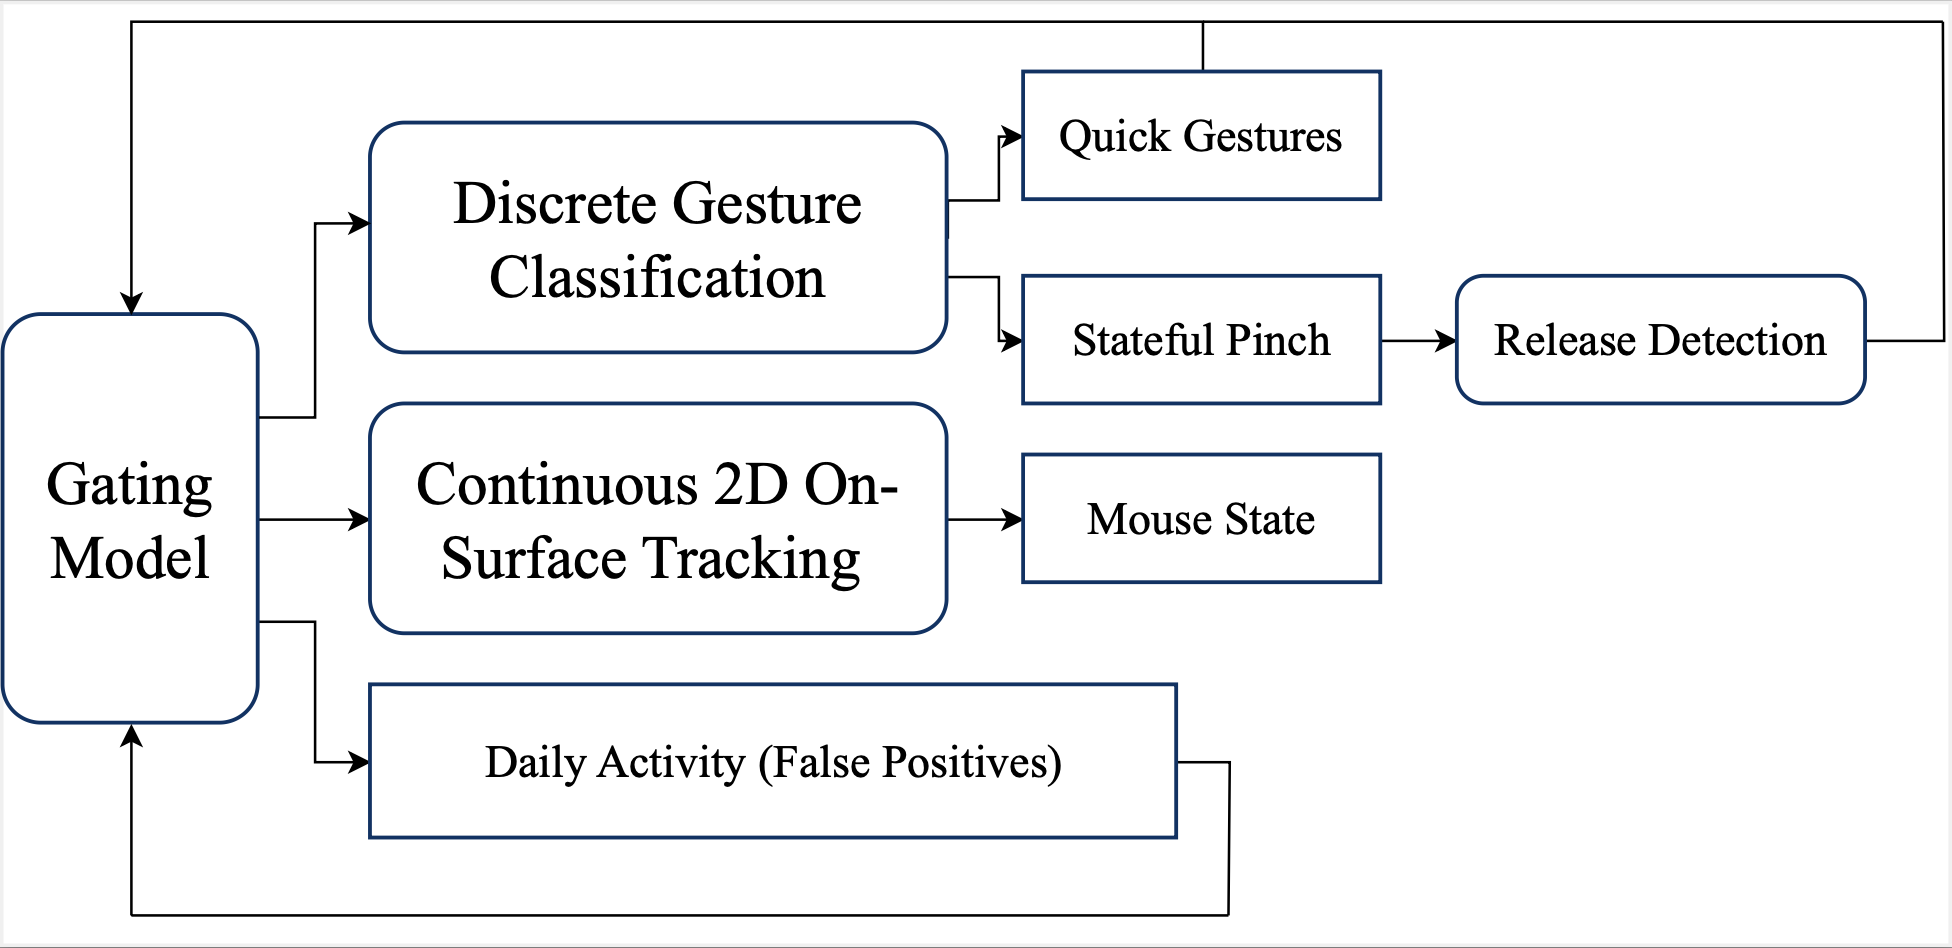 Quick Gestures
Discrete Gesture
Classification
Stateful Pinch
Release Detection
Gating
Model
Continuous 2D On-
Surface Tracking
Mouse State
Daily Activity (False Positives)